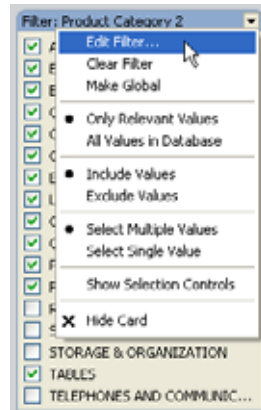 Filter: Product Category 2
Edit Filter...
Clear Filter
Make Global
Only Relevant Values
All Values in Database
Include Values
Exclude Values
Select Multiple Values
Select Single Value
Show Selection Controls
Hide Card
STORAGE & ORGANIZATION
TABLES
TELEPHONES AND COMMUNIC...